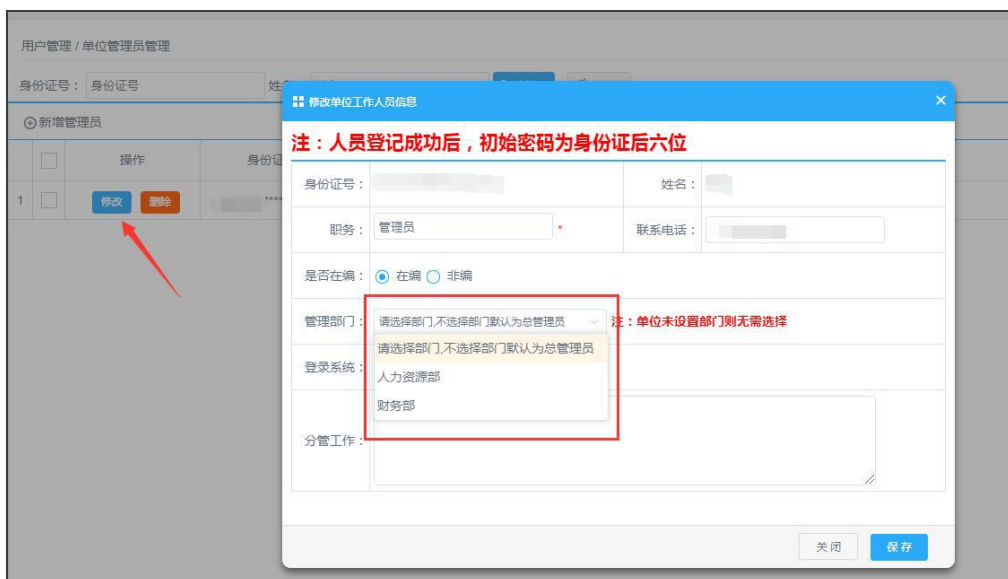 用户管理 / 单位管理员管理
身份证号： 身份证号 姓
⊕新增管理员
操作 身份证
1 修改 删除 ****
修改单位工作人员信息 ×
注：人员登记成功后，初始密码为身份证后六位
身份证号： 姓名：
职务： 管理员 * 联系电话：
是否在编： 在编 非编
管理部门： 请选择部门,不选择部门默认为总管理员 注：单位未设置部门则无需选择
请选择部门,不选择部门默认为总管理员
登录系统：
人力资源部
财务部
分管工作：
关闭 保存